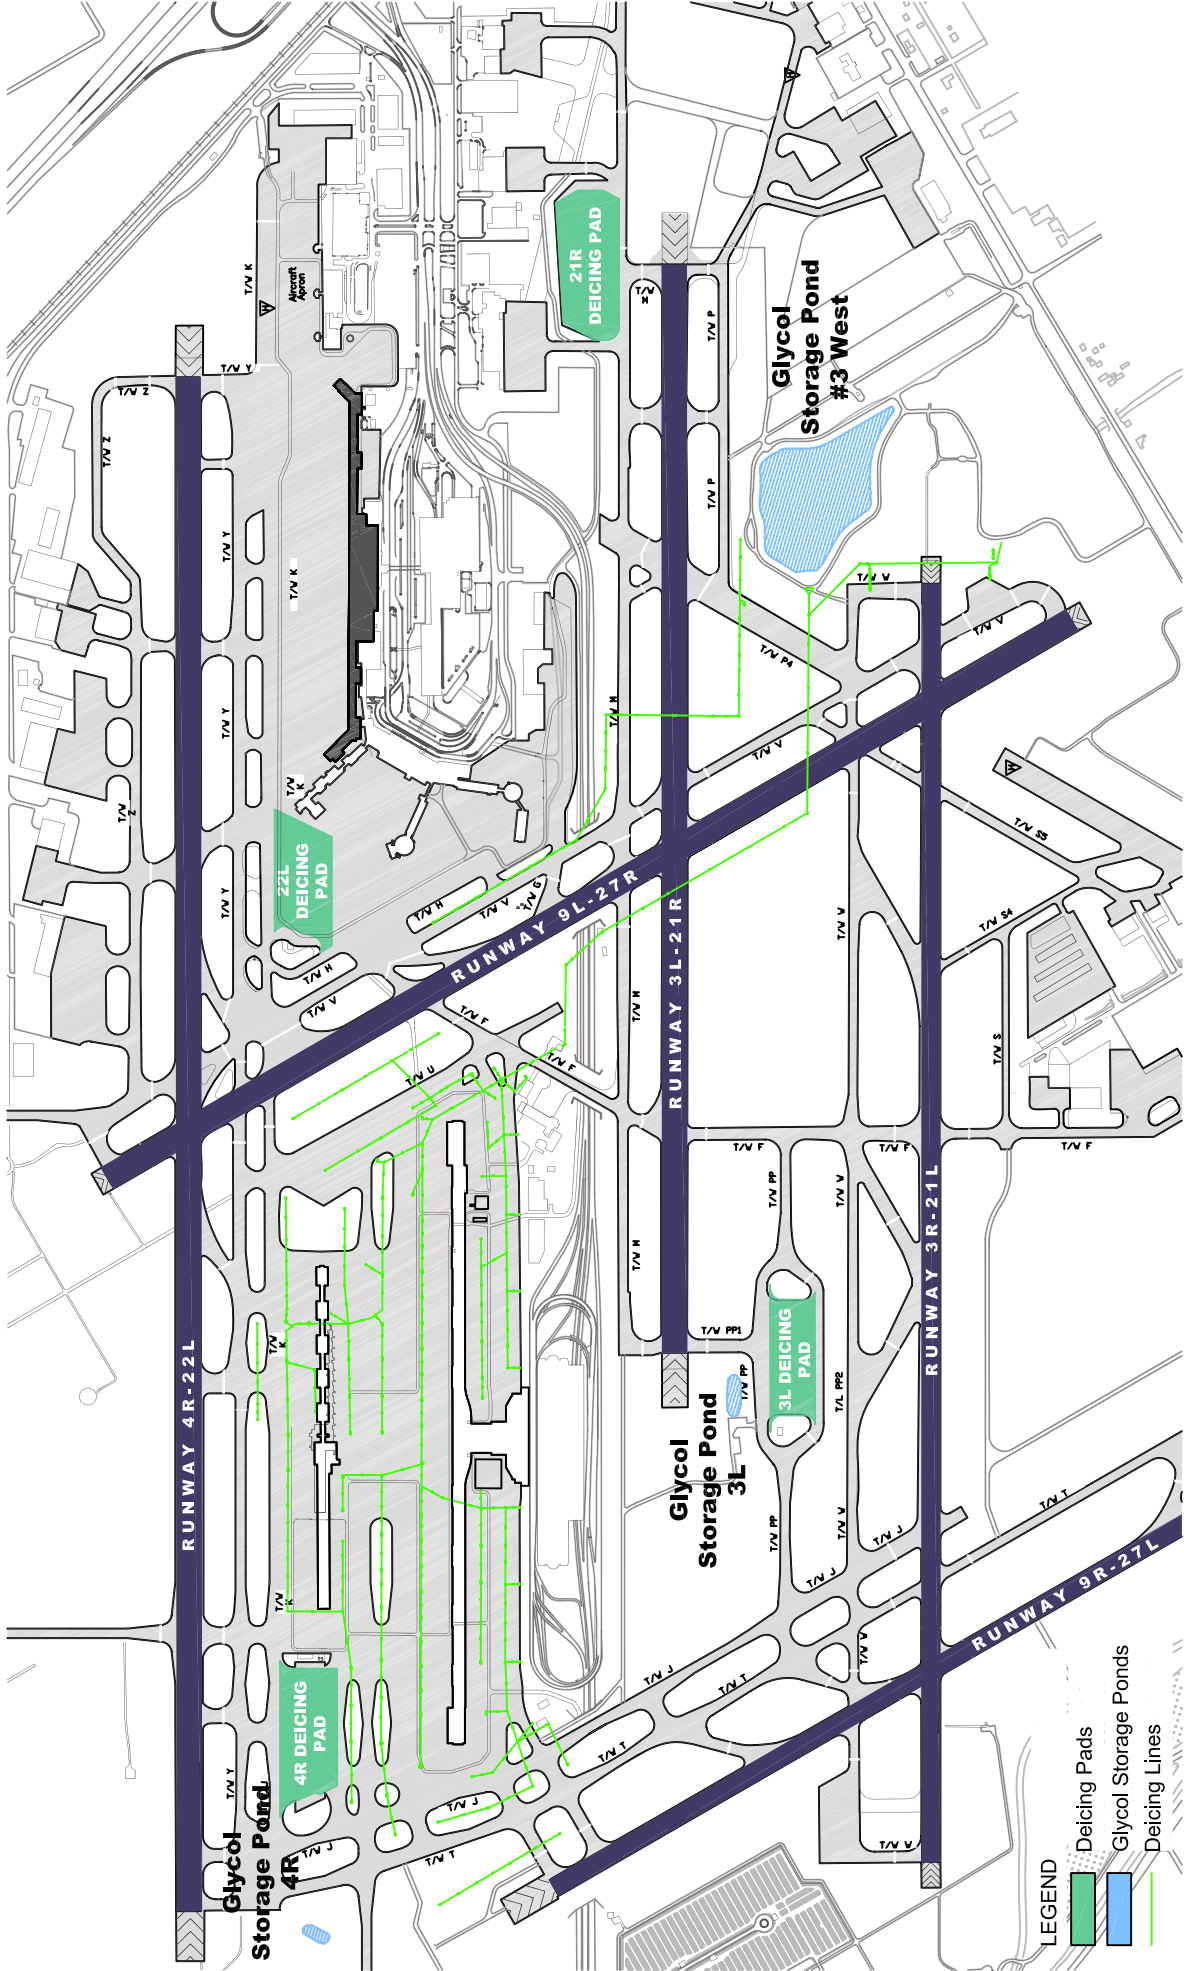 T/W Z
T/W Z
T/W Z
T/W Y
T/W Y
T/W Y
T/W Y
T/W Y
T/W K
T/W K
T/W
K
T/W
K
T/W
Aircraft
Apron
22L
DEICING
PAD
21R
DEICING PAD
4R DEICING
PAD
3L DEICING
PAD
RUNWAY 4R-22L
RUNWAY 9L-27R
RUNWAY 3L-21R
RUNWAY 3R-21L
RUNWAY 9R-27L
Glycol
Storage Pond
#3 West
Glycol
Storage Pond
3L
Glycol
Storage Pond
4R
T/W H
T/W H
T/W V
T/W V
T/W G
T/W U
T/W F
T/W F
T/W M
T/W M
T/W M
T/W
N
T/W P
T/W P
T/W P4
T/W V
T/W V
T/W W
T/W W
T/W S5
T/W S4
T/W S
T/W F
T/W F
T/W F
T/W PP
T/W W
T/W PP1
T/W PP
T/L PP2
T/W PP
T/W W
T/W J
T/W J
T/W J
T/W T
T/W T
T/W T
T/W W
T/W W
T/W J
T/W J
T/W T
LEGEND
Deicing Pads
Glycol Storage Ponds
Deicing Lines